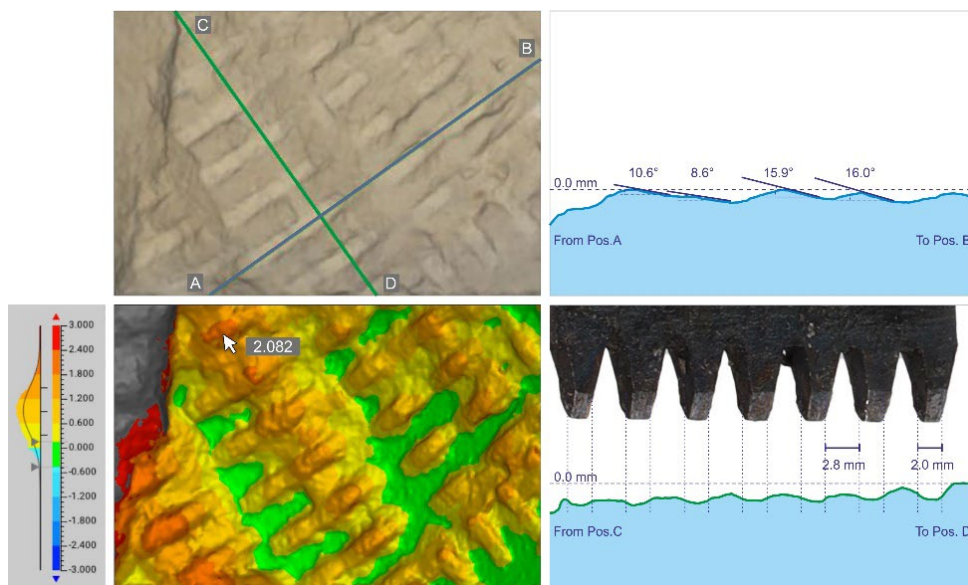 C
B
A
D
10.6°
8.6°
15.9°
16.0°
0.0 mm
From Pos.A
To Pos. B
3.000
2.400
1.800
1.200
0.600
0.000
-0.600
-1.200
-1.800
-2.400
-3.000
2.082
2.8 mm
2.0 mm
0.0 mm
From Pos.C
To Pos. D